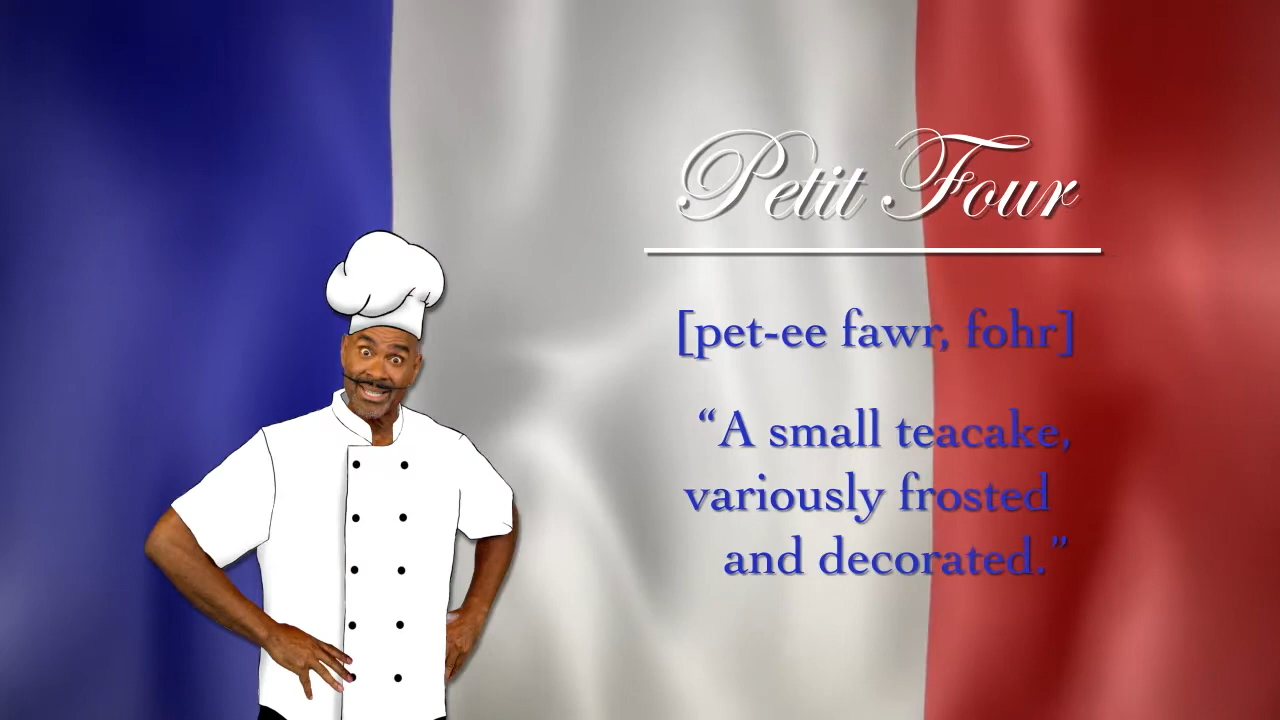 Petit Four
[pet-ee fawr, fohr]
“A small teacake,
variously frosted
and decorated.”